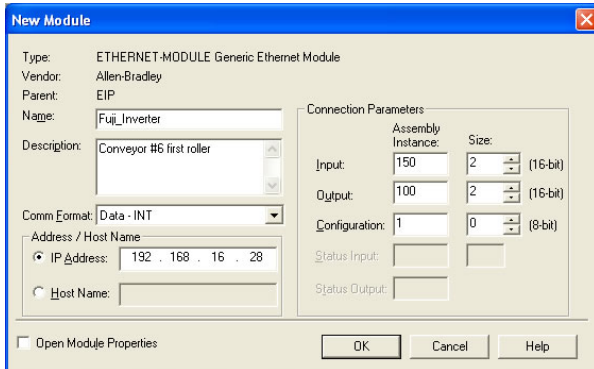 New Module
Type: ETHERNET-MODULE Generic Ethernet Module
Vendor: Allen-Bradley
Parent: EIP
Name: Fuji_Inverter
Description: Conveyor #6 first roller
Comm Format: Data - INT
Address / Host Name
IP Address: 192 . 168 . 16 . 28
Host Name:
Connection Parameters
Assembly
Instance: Size:
Input: 150 2 (16-bit)
Output: 100 2 (16-bit)
Configuration: 1 0 (8-bit)
Status Input:
Status Output:
Open Module Properties
OK Cancel Help